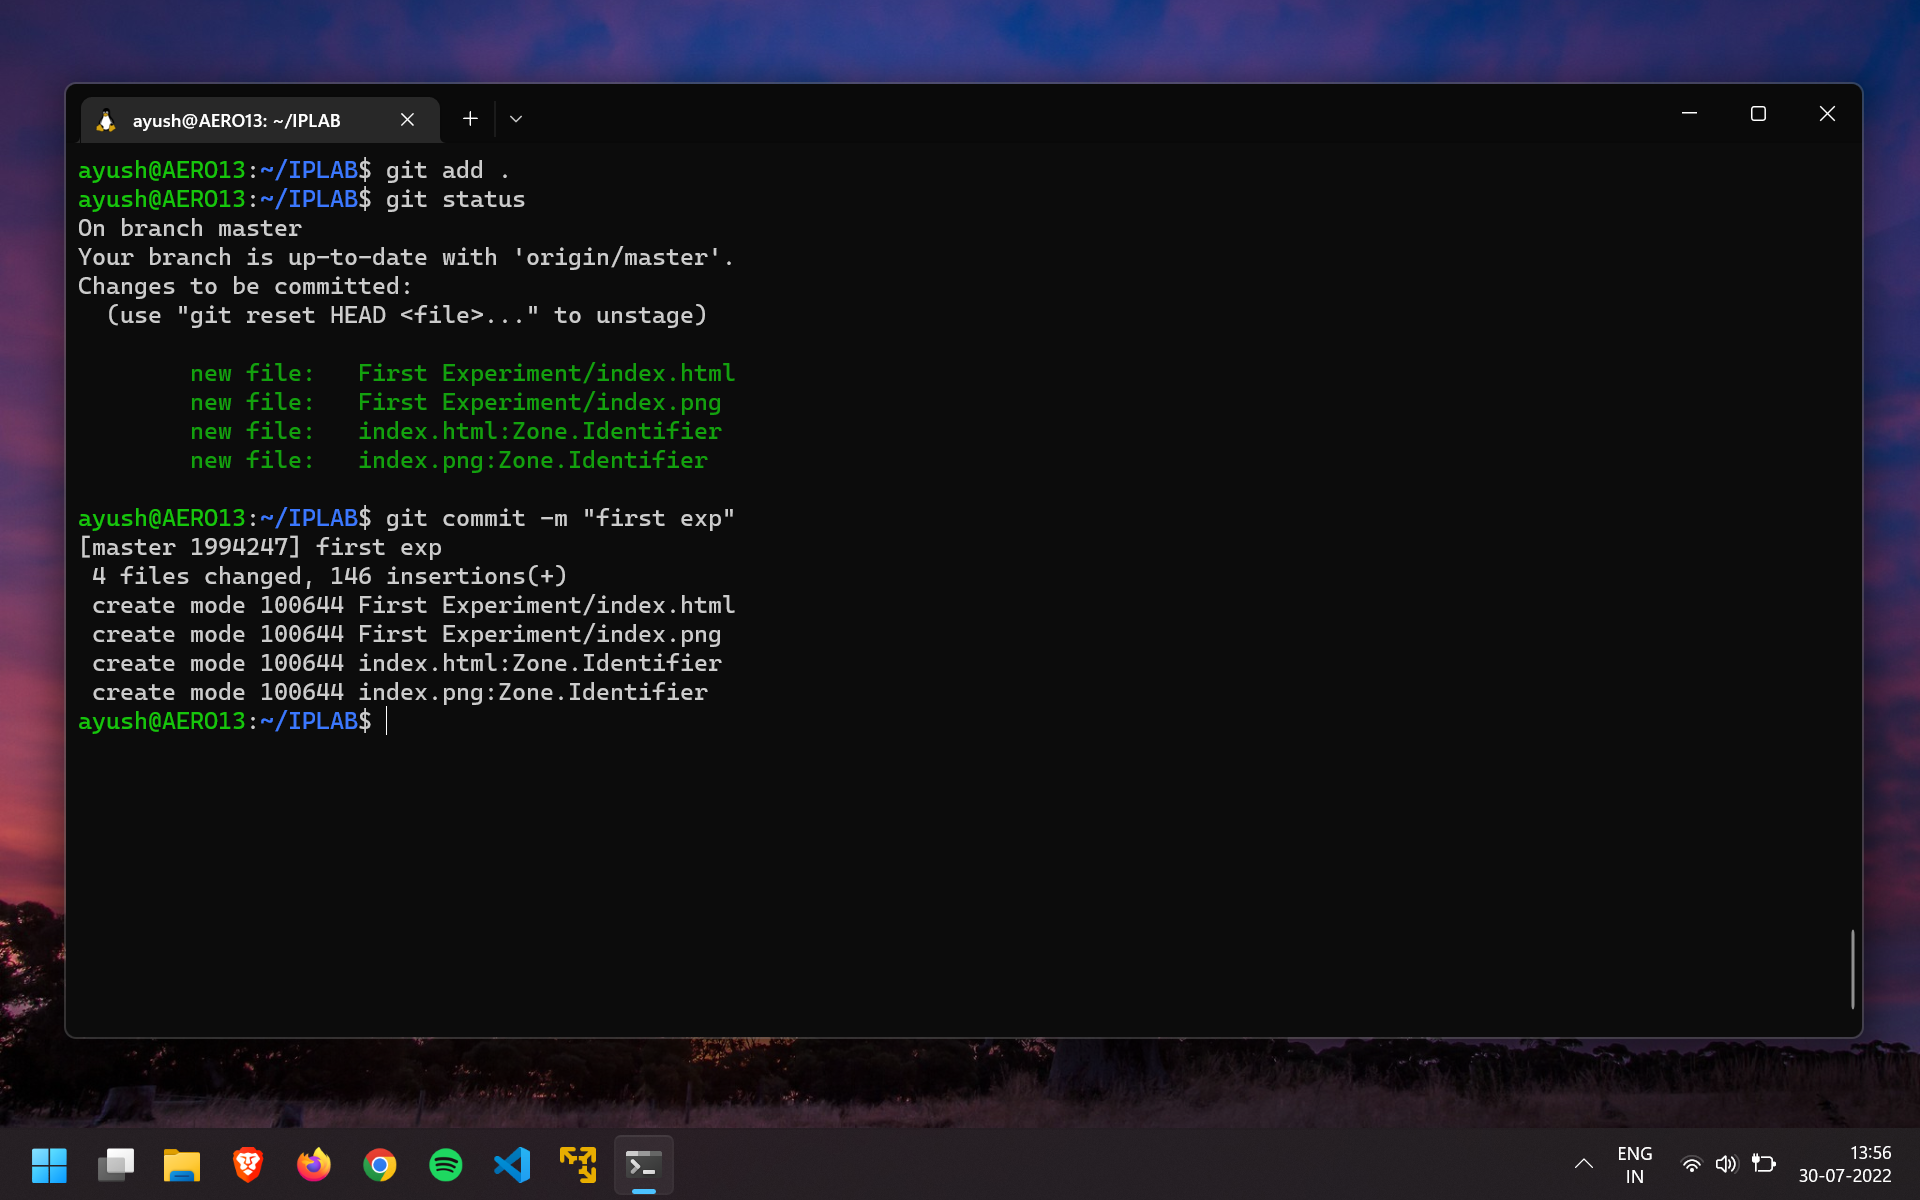 ayush@AERO13: ~/IPLAB
ayush@AERO13:~/IPLAB$ git add .
ayush@AERO13:~/IPLAB$ git status
On branch master
Your branch is up-to-date with 'origin/master'.
Changes to be committed:
  (use "git reset HEAD <file>..." to unstage)
        new file:   First Experiment/index.html
        new file:   First Experiment/index.png
        new file:   index.html:Zone.Identifier
        new file:   index.png:Zone.Identifier
ayush@AERO13:~/IPLAB$ git commit -m "first exp"
[master 1994247] first exp
 4 files changed, 146 insertions(+)
 create mode 100644 First Experiment/index.html
 create mode 100644 First Experiment/index.png
 create mode 100644 index.html:Zone.Identifier
 create mode 100644 index.png:Zone.Identifier
ayush@AERO13:~/IPLAB$
ENG
IN
13:56
30-07-2022